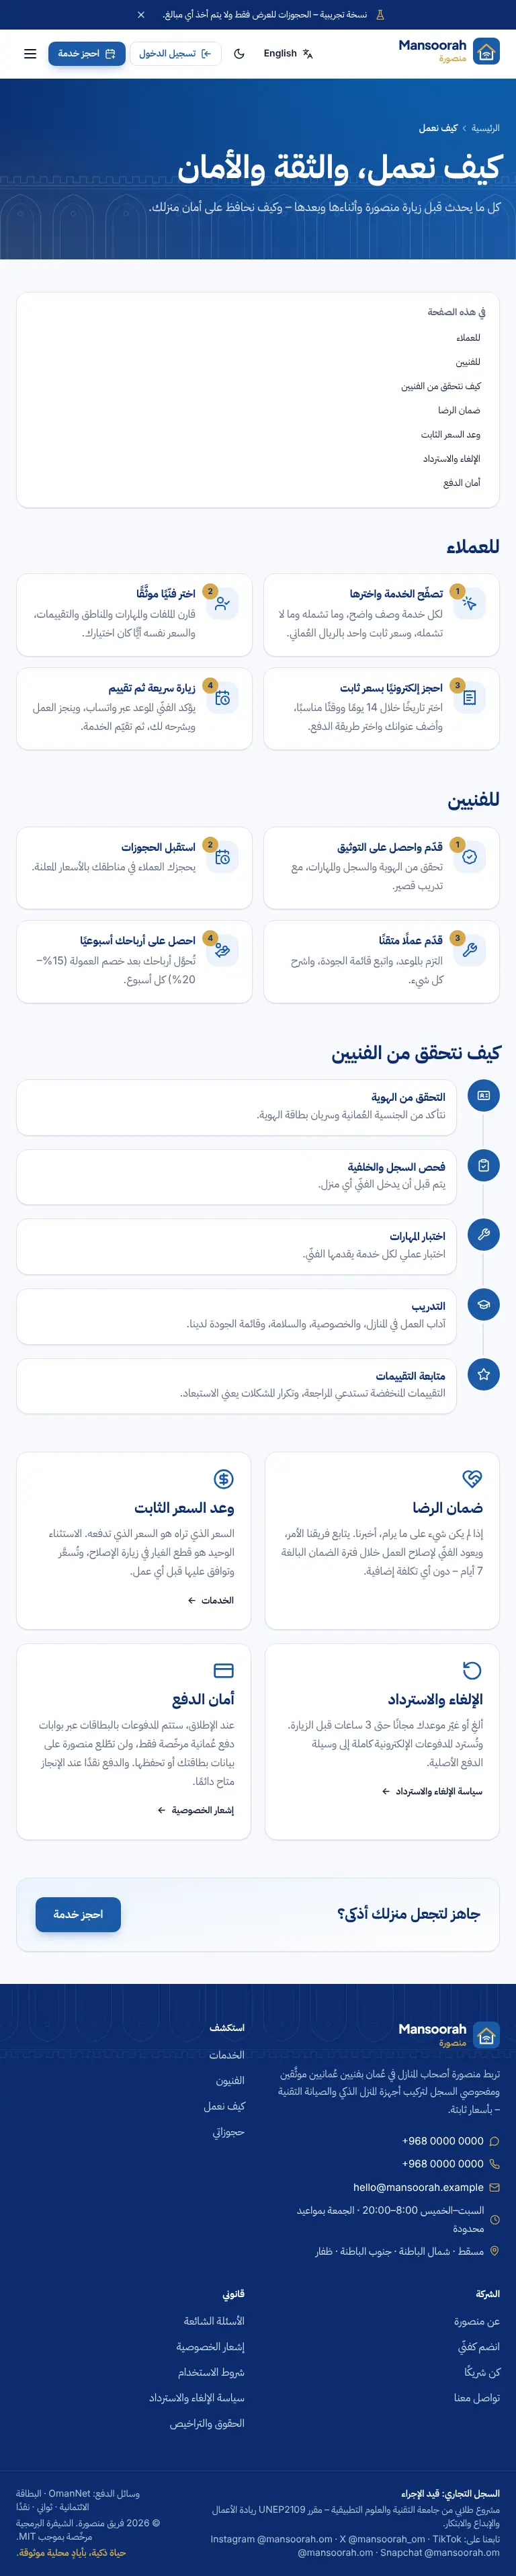 نسخة تجريبية – الحجوزات للعرض فقط ولا يتم أخذ أي مبالغ.
Mansoorah
منصورة
English
تسجيل الدخول
احجز خدمة
الرئيسية › كيف نعمل
كيف نعمل، والثقة والأمان
كل ما يحدث قبل زيارة منصورة وأثناءها وبعدها – وكيف نحافظ على أمان منزلك.
في هذه الصفحة
للعملاء
للفنيين
كيف نتحقق من الفنيين
ضمان الرضا
وعد السعر الثابت
الإلغاء والاسترداد
أمان الدفع
للعملاء
1
تصفّح الخدمة واخترها
لكل خدمة وصف واضح، وما تشمله وما لا
تشمله، وسعر ثابت واحد بالريال العُماني.
2
اختر فنّيًا موثَّقًا
قارن الملفات والمهارات والمناطق والتقييمات،
والسعر نفسه أيًّا كان اختيارك.
3
احجز إلكترونيًا بسعر ثابت
اختر تاريخًا خلال 14 يومًا ووقتًا مناسبًا،
وأضف عنوانك واختر طريقة الدفع.
4
زيارة سريعة ثم تقييم
يؤكد الفنّي الموعد عبر واتساب، وينجز العمل
ويشرحه لك، ثم تقيّم الخدمة.
للفنيين
1
قدّم واحصل على التوثيق
تحقق من الهوية والسجل والمهارات، مع
تدريب قصير.
2
استقبل الحجوزات
يحجزك العملاء في مناطقك بالأسعار المعلنة.
3
قدّم عملًا متقنًا
التزم بالموعد، واتبع قائمة الجودة، واشرح
كل شيء.
4
احصل على أرباحك أسبوعيًا
تُحوَّل أرباحك بعد خصم العمولة (15%–
20%) كل أسبوع.
كيف نتحقق من الفنيين
التحقق من الهوية
نتأكد من الجنسية العُمانية وسريان بطاقة الهوية.
فحص السجل والخلفية
يتم قبل أن يدخل الفنّي أي منزل.
اختبار المهارات
اختبار عملي لكل خدمة يقدمها الفنّي.
التدريب
آداب العمل في المنازل، والخصوصية، والسلامة، وقائمة الجودة لدينا.
متابعة التقييمات
التقييمات المنخفضة تستدعي المراجعة، وتكرار المشكلات يعني الاستبعاد.
ضمان الرضا
إذا لم يكن شيء على ما يرام، أخبرنا. يتابع فريقنا الأمر،
ويعود الفنّي لإصلاح العمل خلال فترة الضمان البالغة
7 أيام – دون أي تكلفة إضافية.
وعد السعر الثابت
السعر الذي تراه هو السعر الذي تدفعه. الاستثناء
الوحيد هو قطع الغيار في زيارة الإصلاح، وتُسعَّر
وتوافق عليها قبل أي عمل.
الخدمات ←
الإلغاء والاسترداد
ألغِ أو غيّر موعدك مجانًا حتى 3 ساعات قبل الزيارة.
وتُسترد المدفوعات الإلكترونية كاملة إلى وسيلة
الدفع الأصلية.
سياسة الإلغاء والاسترداد ←
أمان الدفع
عند الإطلاق، ستتم المدفوعات بالبطاقات عبر بوابات
دفع عُمانية مرخّصة فقط، ولن تطّلع منصورة على
بيانات بطاقتك أو تحفظها. والدفع نقدًا عند الإنجاز
متاح دائمًا.
إشعار الخصوصية ←
جاهز لتجعل منزلك أذكى؟
احجز خدمة
Mansoorah
منصورة
تربط منصورة أصحاب المنازل في عُمان بفنيين عُمانيين موثَّقين
ومفحوصي السجل لتركيب أجهزة المنزل الذكي والصيانة التقنية
– بأسعار ثابتة.
+968 0000 0000
+968 0000 0000
hello@mansoorah.example
السبت–الخميس 8:00–20:00 · الجمعة بمواعيد
محدودة
مسقط · شمال الباطنة · جنوب الباطنة · ظفار
استكشف
الخدمات
الفنيون
كيف نعمل
حجوزاتي
الشركة
عن منصورة
انضم كفنّي
كن شريكًا
تواصل معنا
قانوني
الأسئلة الشائعة
إشعار الخصوصية
شروط الاستخدام
سياسة الإلغاء والاسترداد
الحقوق والتراخيص
السجل التجاري: قيد الإجراء
مشروع طلابي من جامعة التقنية والعلوم التطبيقية – مقرر UNEP2109 ريادة الأعمال
والإبداع والابتكار.
تابعنا على: Instagram @mansoorah.om · X @mansoorah_om · TikTok
@mansoorah.om · Snapchat @mansoorah.om
وسائل الدفع: OmanNet · البطاقة
الائتمانية · ثواني · نقدًا
© 2026 فريق منصورة. الشيفرة البرمجية
مرخّصة بموجب MIT.
حياة ذكية، بأيادٍ محلية موثوقة.